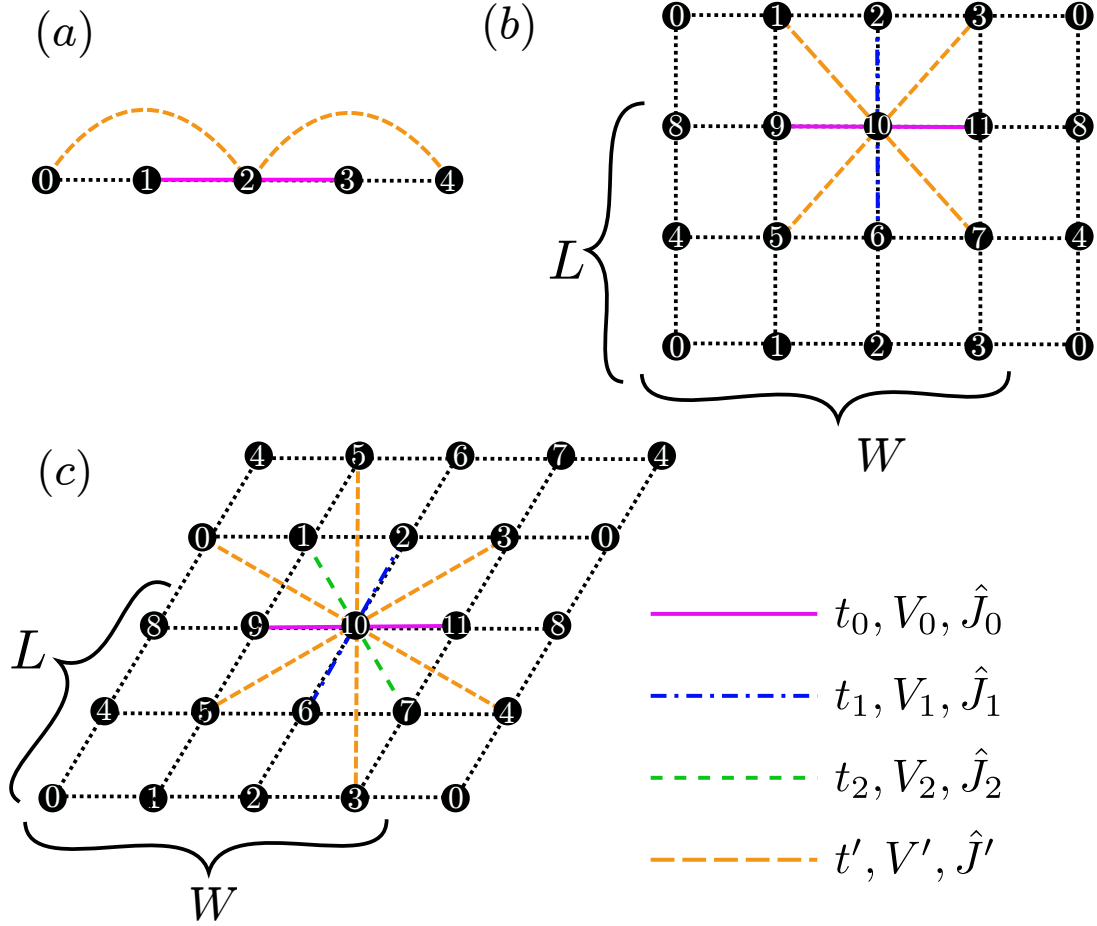 (a)
0 1 2 3 4
(b)
0 1 2 3 0
8 9 10 11 8
4 5 6 7 4
0 1 2 3 0
L
W
(c)
4 5 6 7 4
0 1 2 3 0
8 9 10 11 8
4 5 6 7 4
0 1 2 3 0
L
W
t₀, V₀, Ĵ₀
t₁, V₁, Ĵ₁
t₂, V₂, Ĵ₂
t′, V′, Ĵ′